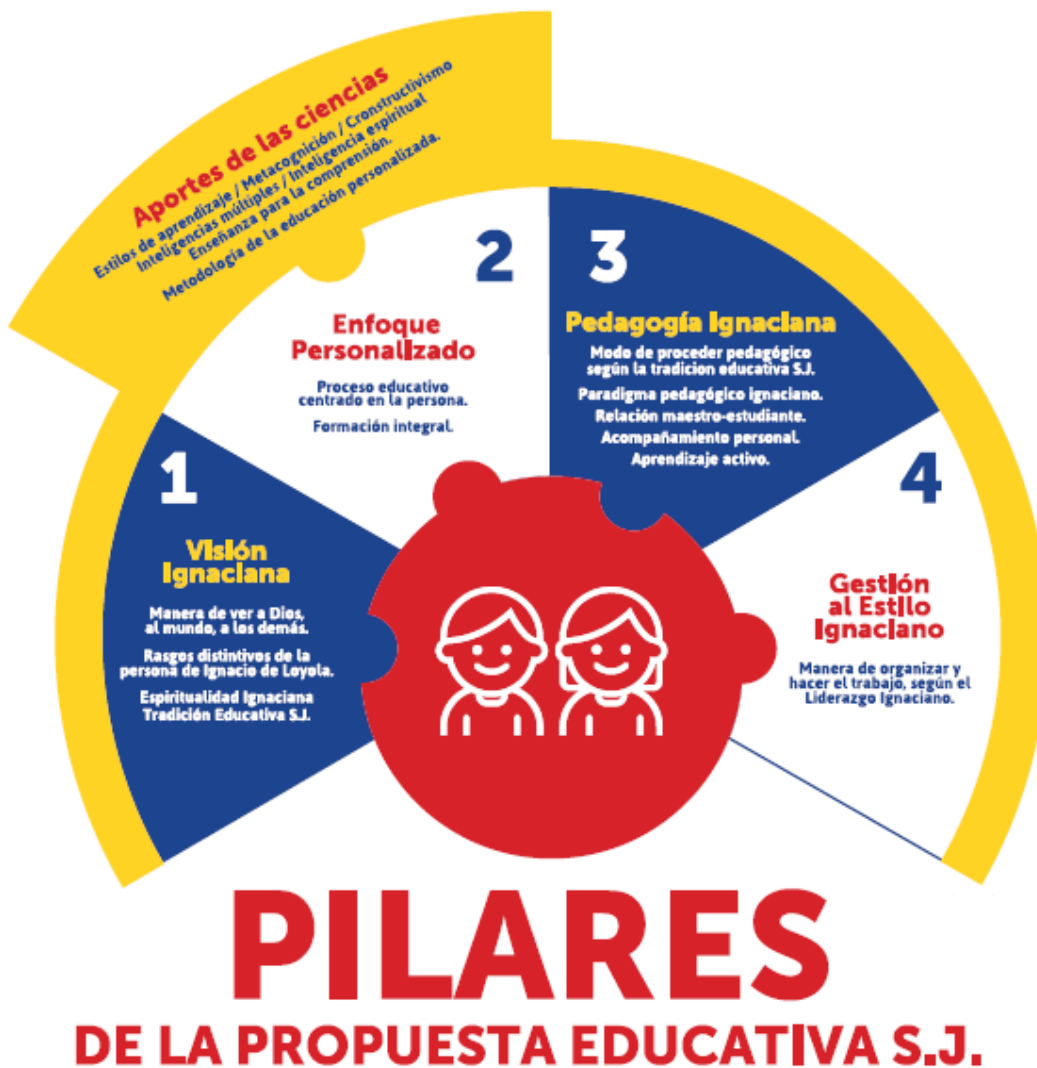 Aportes de las ciencias
Estilos de aprendizaje / Metacognición / Cronstructivismo
Inteligencias múltiples / Inteligencia espiritual
Enseñanza para la comprensión.
Metodología de la educación personalizada.
1
Visión
Ignaciana
Manera de ver a Dios,
al mundo, a los demás.
Rasgos distintivos de la
persona de Ignacio de Loyola.
Espiritualidad Ignaciana
Tradición Educativa S.J.
2
Enfoque
Personalizado
Proceso educativo
centrado en la persona.
Formación integral.
3
Pedagogía Ignaciana
Modo de proceder pedagógico
según la tradicion educativa S.J.
Paradigma pedagógico ignaciano.
Relación maestro-estudiante.
Acompañamiento personal.
Aprendizaje activo.
4
Gestión
al Estilo
Ignaciano
Manera de organizar y
hacer el trabajo, según el
Liderazgo Ignaciano.
PILARES
DE LA PROPUESTA EDUCATIVA S.J.